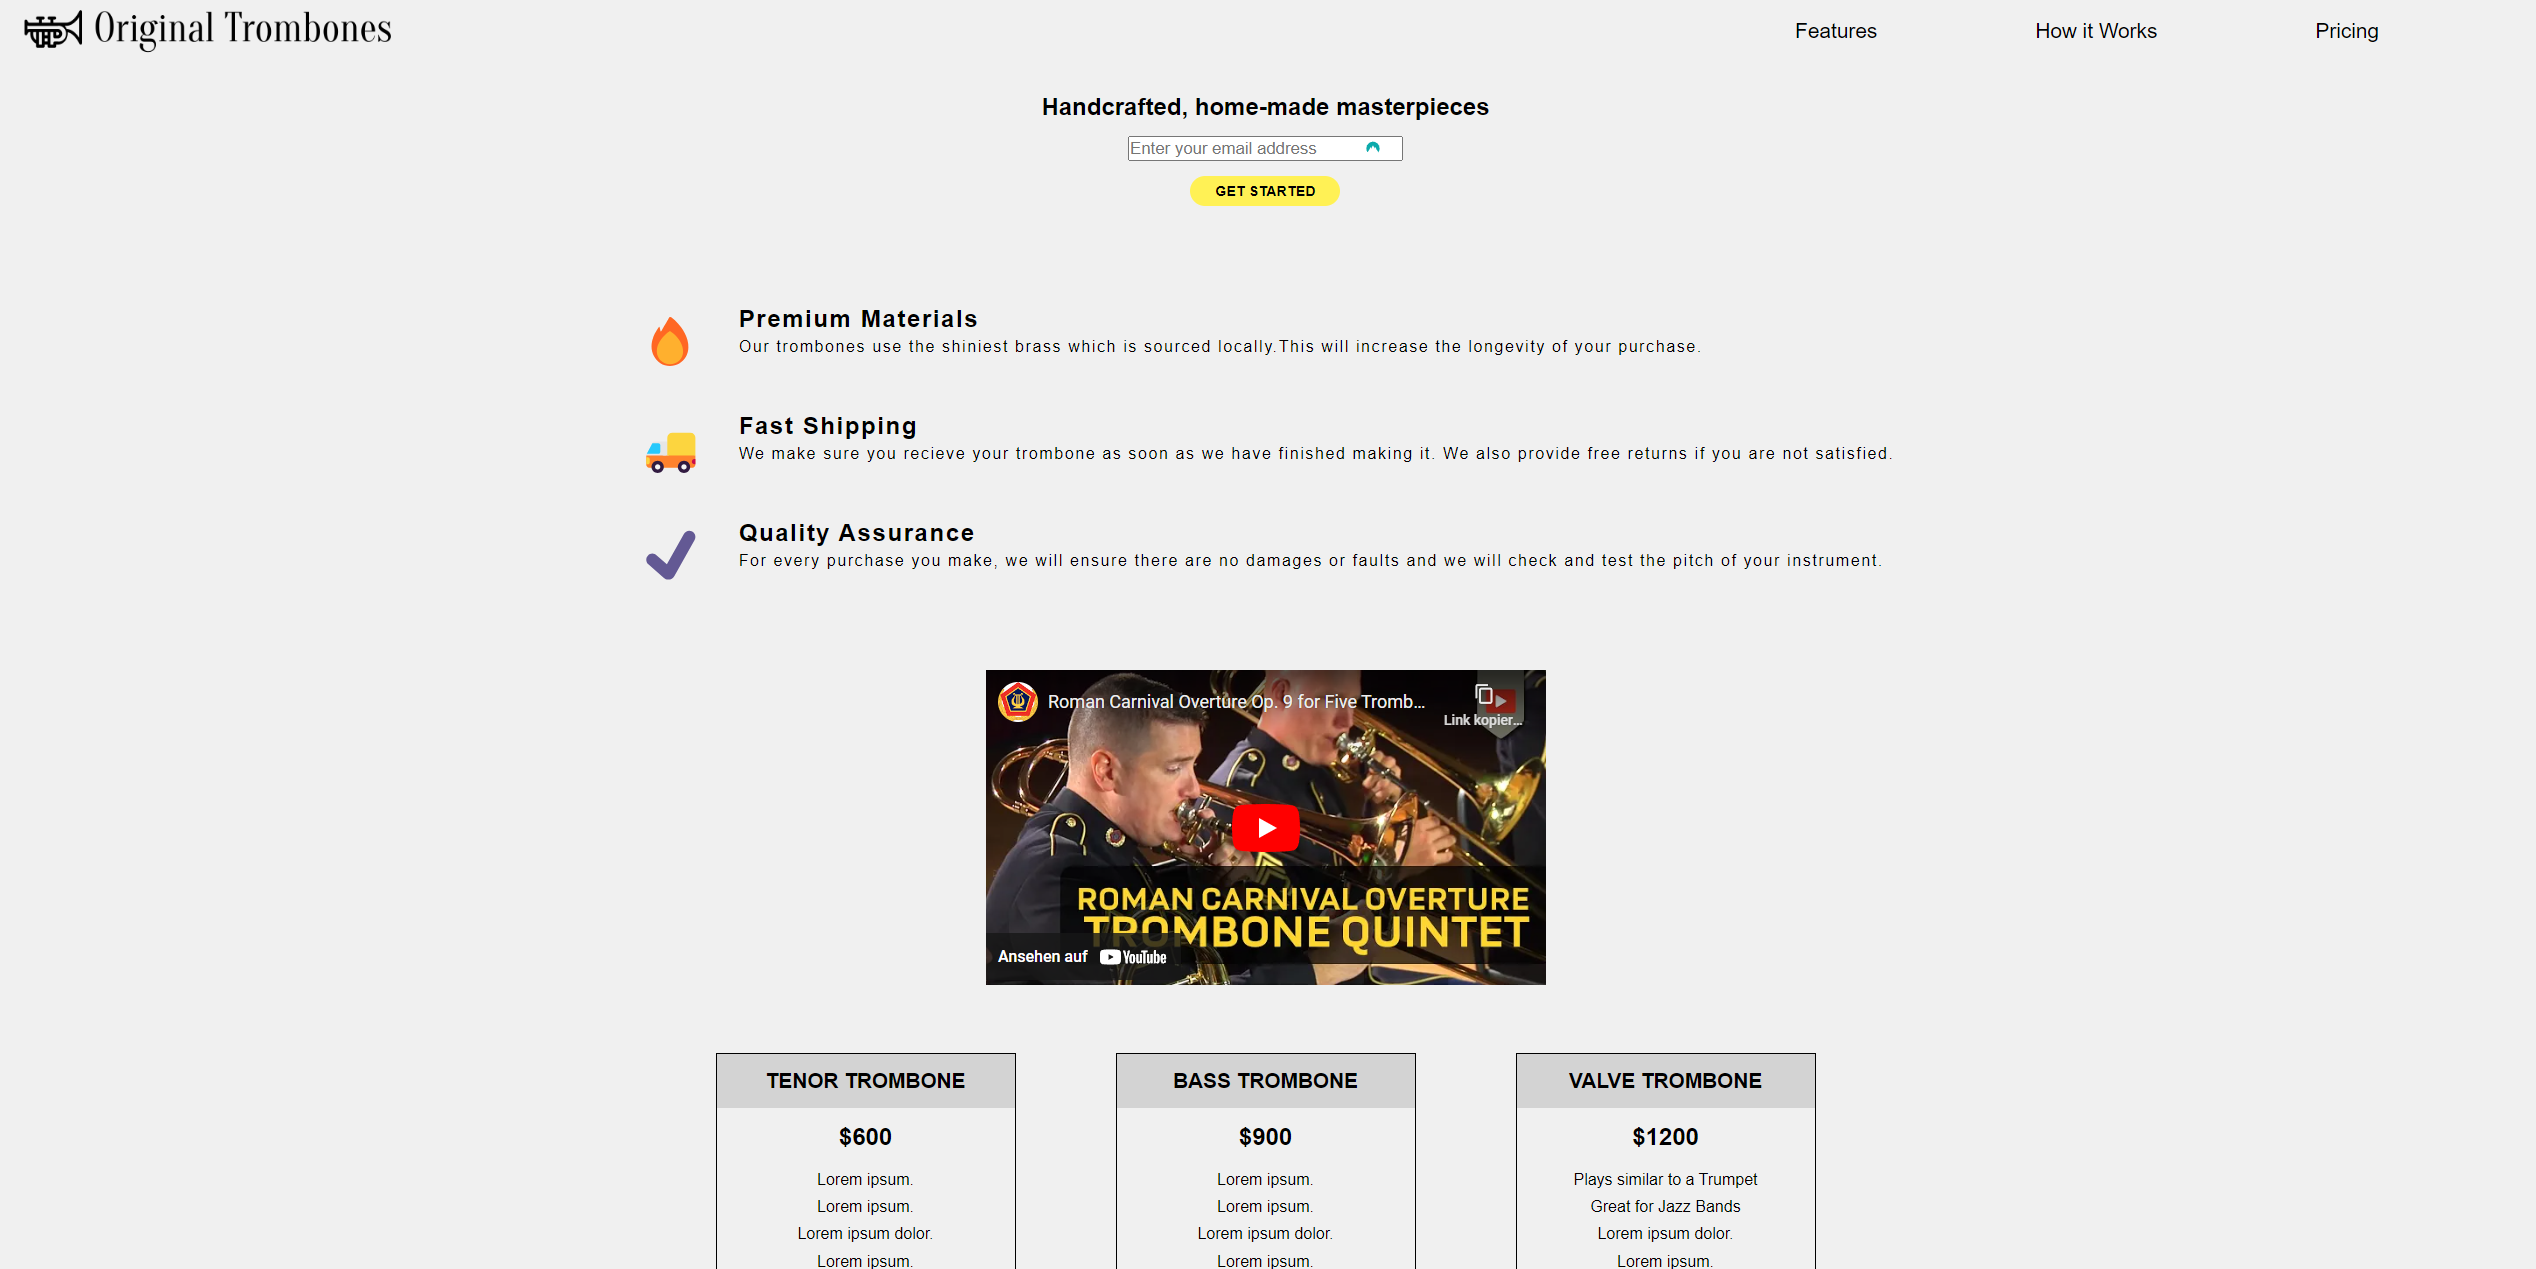 Original Trombones
Features
How it Works
Pricing
Handcrafted, home-made masterpieces
Enter your email address
GET STARTED
Premium Materials
Our trombones use the shiniest brass which is sourced locally.This will increase the longevity of your purchase.
Fast Shipping
We make sure you recieve your trombone as soon as we have finished making it. We also provide free returns if you are not satisfied.
Quality Assurance
For every purchase you make, we will ensure there are no damages or faults and we will check and test the pitch of your instrument.
Roman Carnival Overture Op. 9 for Five Tromb...
Link kopier...
ROMAN CARNIVAL OVERTURE
TROMBONE QUINTET
Ansehen auf YouTube
TENOR TROMBONE
$600
Lorem ipsum.
Lorem ipsum.
Lorem ipsum dolor.
Lorem ipsum.
BASS TROMBONE
$900
Lorem ipsum.
Lorem ipsum.
Lorem ipsum dolor.
Lorem ipsum.
VALVE TROMBONE
$1200
Plays similar to a Trumpet
Great for Jazz Bands
Lorem ipsum dolor.
Lorem ipsum.